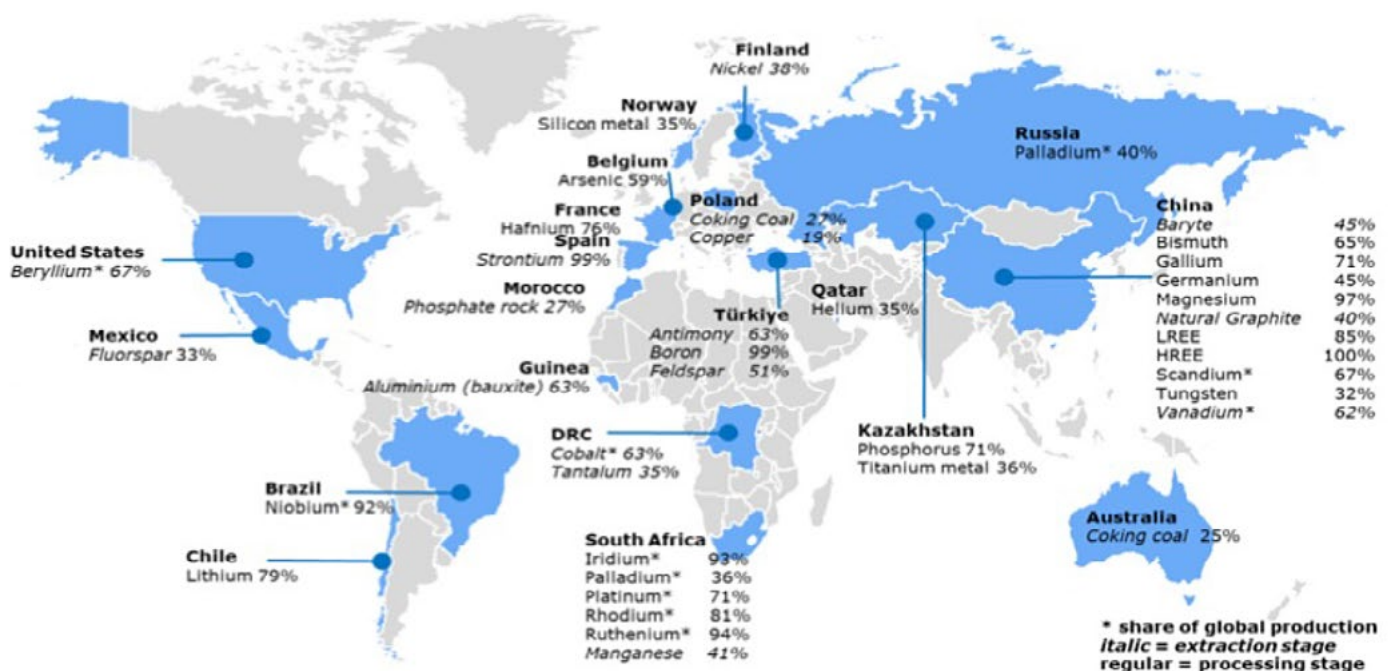 Finland
Nickel 38%
Norway
Silicon metal 35%
Russia
Palladium* 40%
Belgium
Arsenic 59%
Poland
Coking Coal 27%
Copper 19%
France
Hafnium 76%
Spain
Strontium 99%
China
Baryte 45%
Bismuth 65%
Gallium 71%
Germanium 45%
Magnesium 97%
Natural Graphite 40%
LREE 85%
HREE 100%
Scandium* 67%
Tungsten 32%
Vanadium* 62%
United States
Beryllium* 67%
Morocco
Phosphate rock 27%
Qatar
Helium 35%
Türkiye
Antimony 63%
Boron 99%
Feldspar 51%
Mexico
Fluorspar 33%
Guinea
Aluminium (bauxite) 63%
DRC
Cobalt* 63%
Tantalum 35%
Kazakhstan
Phosphorus 71%
Titanium metal 36%
Brazil
Niobium* 92%
Chile
Lithium 79%
South Africa
Iridium* 93%
Palladium* 36%
Platinum* 71%
Rhodium* 81%
Ruthenium* 94%
Manganese 41%
Australia
Coking coal 25%
* share of global production
italic = extraction stage
regular = processing stage